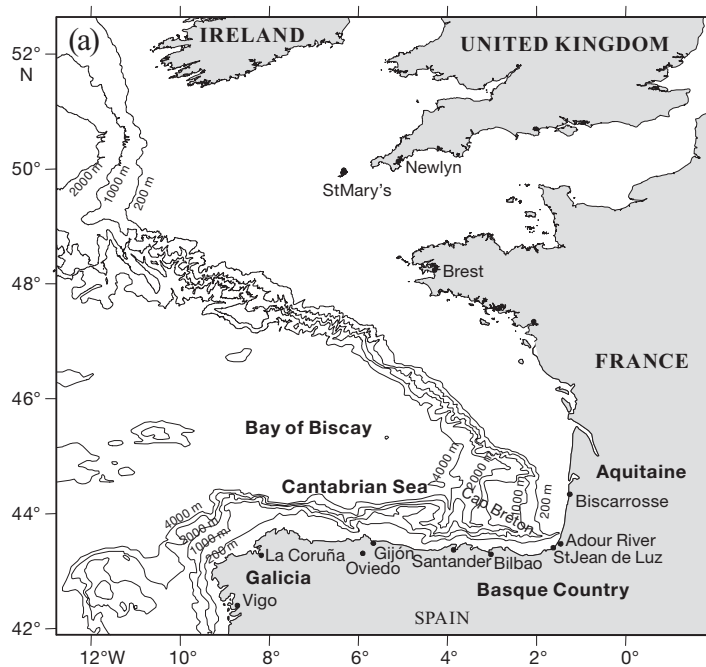 (a)
IRELAND
UNITED KINGDOM
52°
N
50°
48°
46°
44°
42°
2000 m
1000 m
200 m
Newlyn
StMary's
Brest
FRANCE
Bay of Biscay
4000 m
2000 m
1000 m
200 m
Aquitaine
Cantabrian Sea
Cap Breton
Biscarrosse
4000 m
3000 m
1000 m
200 m
Adour River
StJean de Luz
La Coruña
Gijón
Oviedo
Santander
Bilbao
Galicia
Basque Country
Vigo
SPAIN
12°W
10°
8°
6°
4°
2°
0°